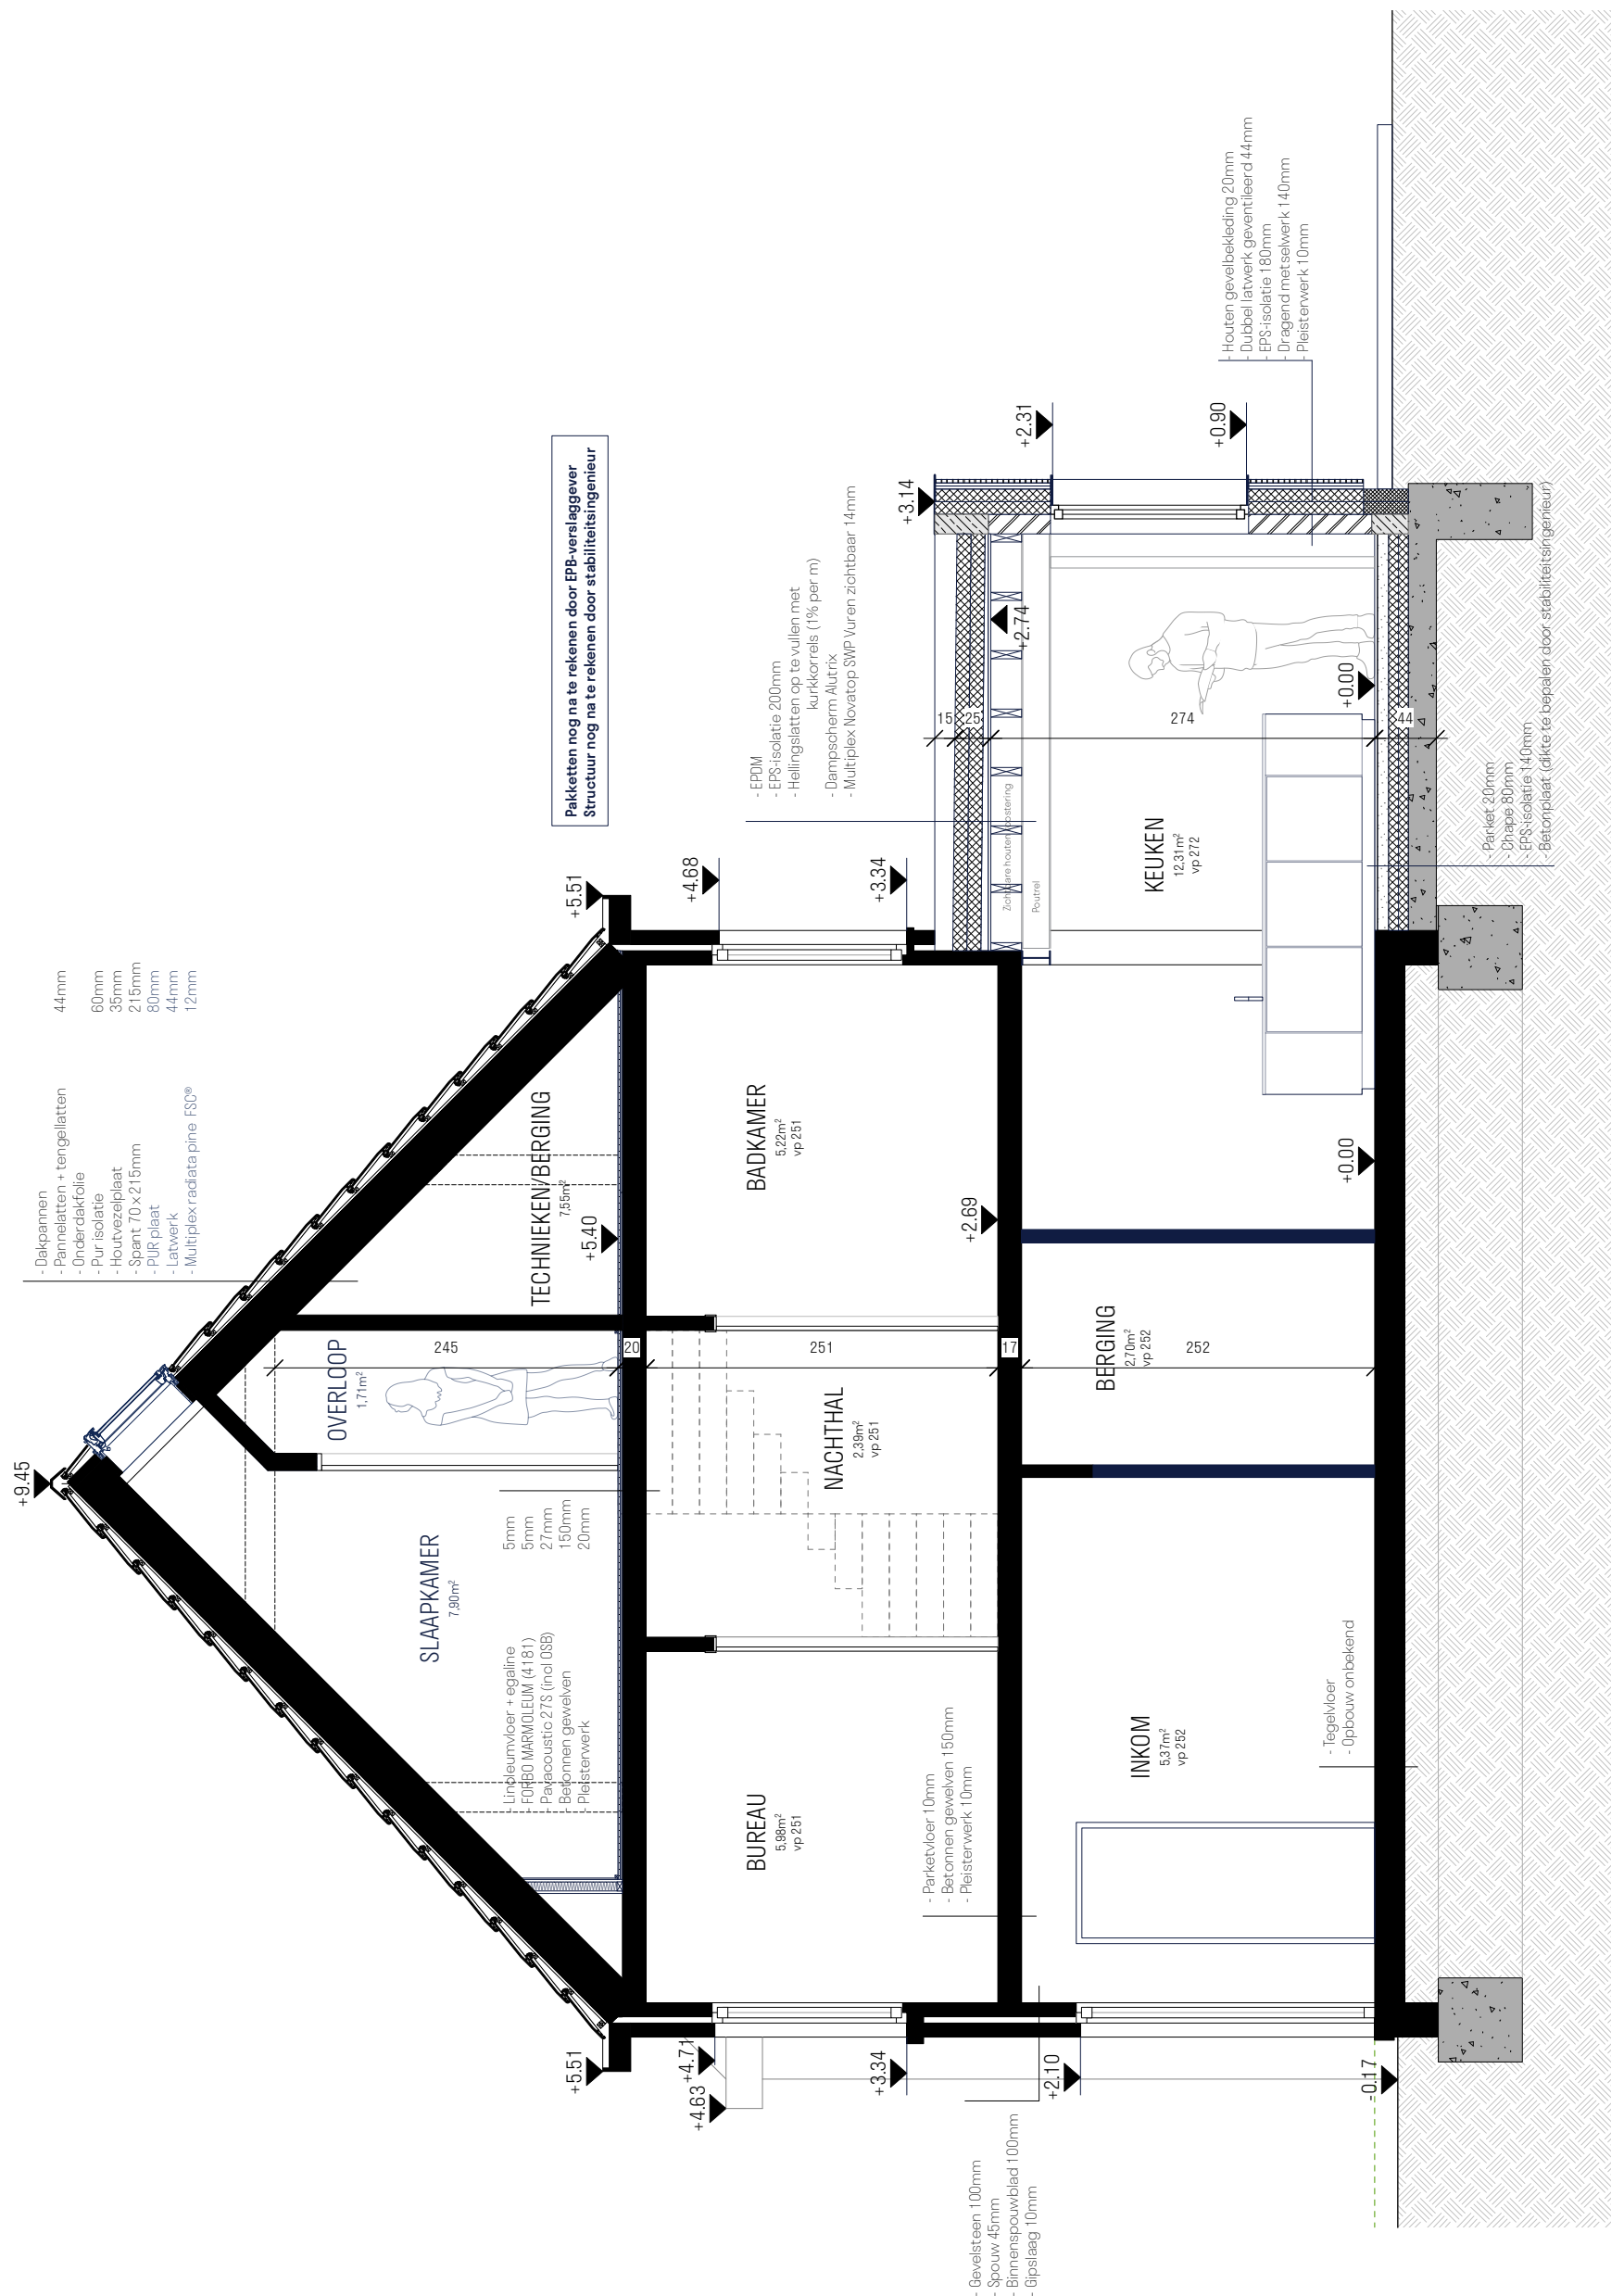 - Dakpannen
- Pannelatten + tengellatten 44mm
- Onderdakfolie
- Pur isolatie 60mm
- Houtvezelplaat 35mm
- Spant 70 x 215mm 215mm
- PUR plaat 80mm
- Latwerk 44mm
- Multiplex radiata pine FSC® 12mm
+9.45
Pakketten nog na te rekenen door EPB-verslaggever
Structuur nog na te rekenen door stabiliteitsingenieur
OVERLOOP
1,71m²
245
SLAAPKAMER
7,90m²
TECHNIEKEN/BERGING
7,55m²
+5.40
- Linoleumvloer + egaline 5mm
- FORBO MARMOLEUM (4181) 5mm
- Pavacoustic 27S (incl OSB) 27mm
- Betonnen gewelven 150mm
- Pleisterwerk 20mm
+5.51
+5.51
20
+4.71
+4.63
+4.68
+3.34
+3.34
BUREAU
5,98m²
vp 251
NACHTHAL
2,39m²
vp 251
251
BADKAMER
5,22m²
vp 251
+2.69
- EPDM
- EPS-isolatie 200mm
- Hellingslatten op te vullen met
kurkkorrels (1% per m)
- Dampscherm Alutrix
- Multiplex Novatop SWP Vuren zichtbaar 14mm
+3.14
15
25
+2.74
- Parketvloer 10mm
- Betonnen gewelven 150mm
- Pleisterwerk 10mm
17
- Gevelsteen 100mm
- Spouw 45mm
- Binnenspouwblad 100mm
- Gipslaag 10mm
Zichtbare houten roostering
Poutrel
+2.31
+0.90
+2.10
INKOM
5,37m²
vp 252
BERGING
2,70m²
vp 252
252
KEUKEN
12,31m²
vp 272
274
- Houten gevelbekleding 20mm
- Dubbel latwerk geventileerd 44mm
- EPS-isolatie 180mm
- Dragend metselwerk 140mm
- Pleisterwerk 10mm
- Tegelvloer
- Opbouw onbekend
-0.17
+0.00
+0.00
44
- Parket 20mm
- Chape 80mm
- EPS-isolatie 140mm
- Betonplaat (dikte te bepalen door stabiliteitsingenieur)